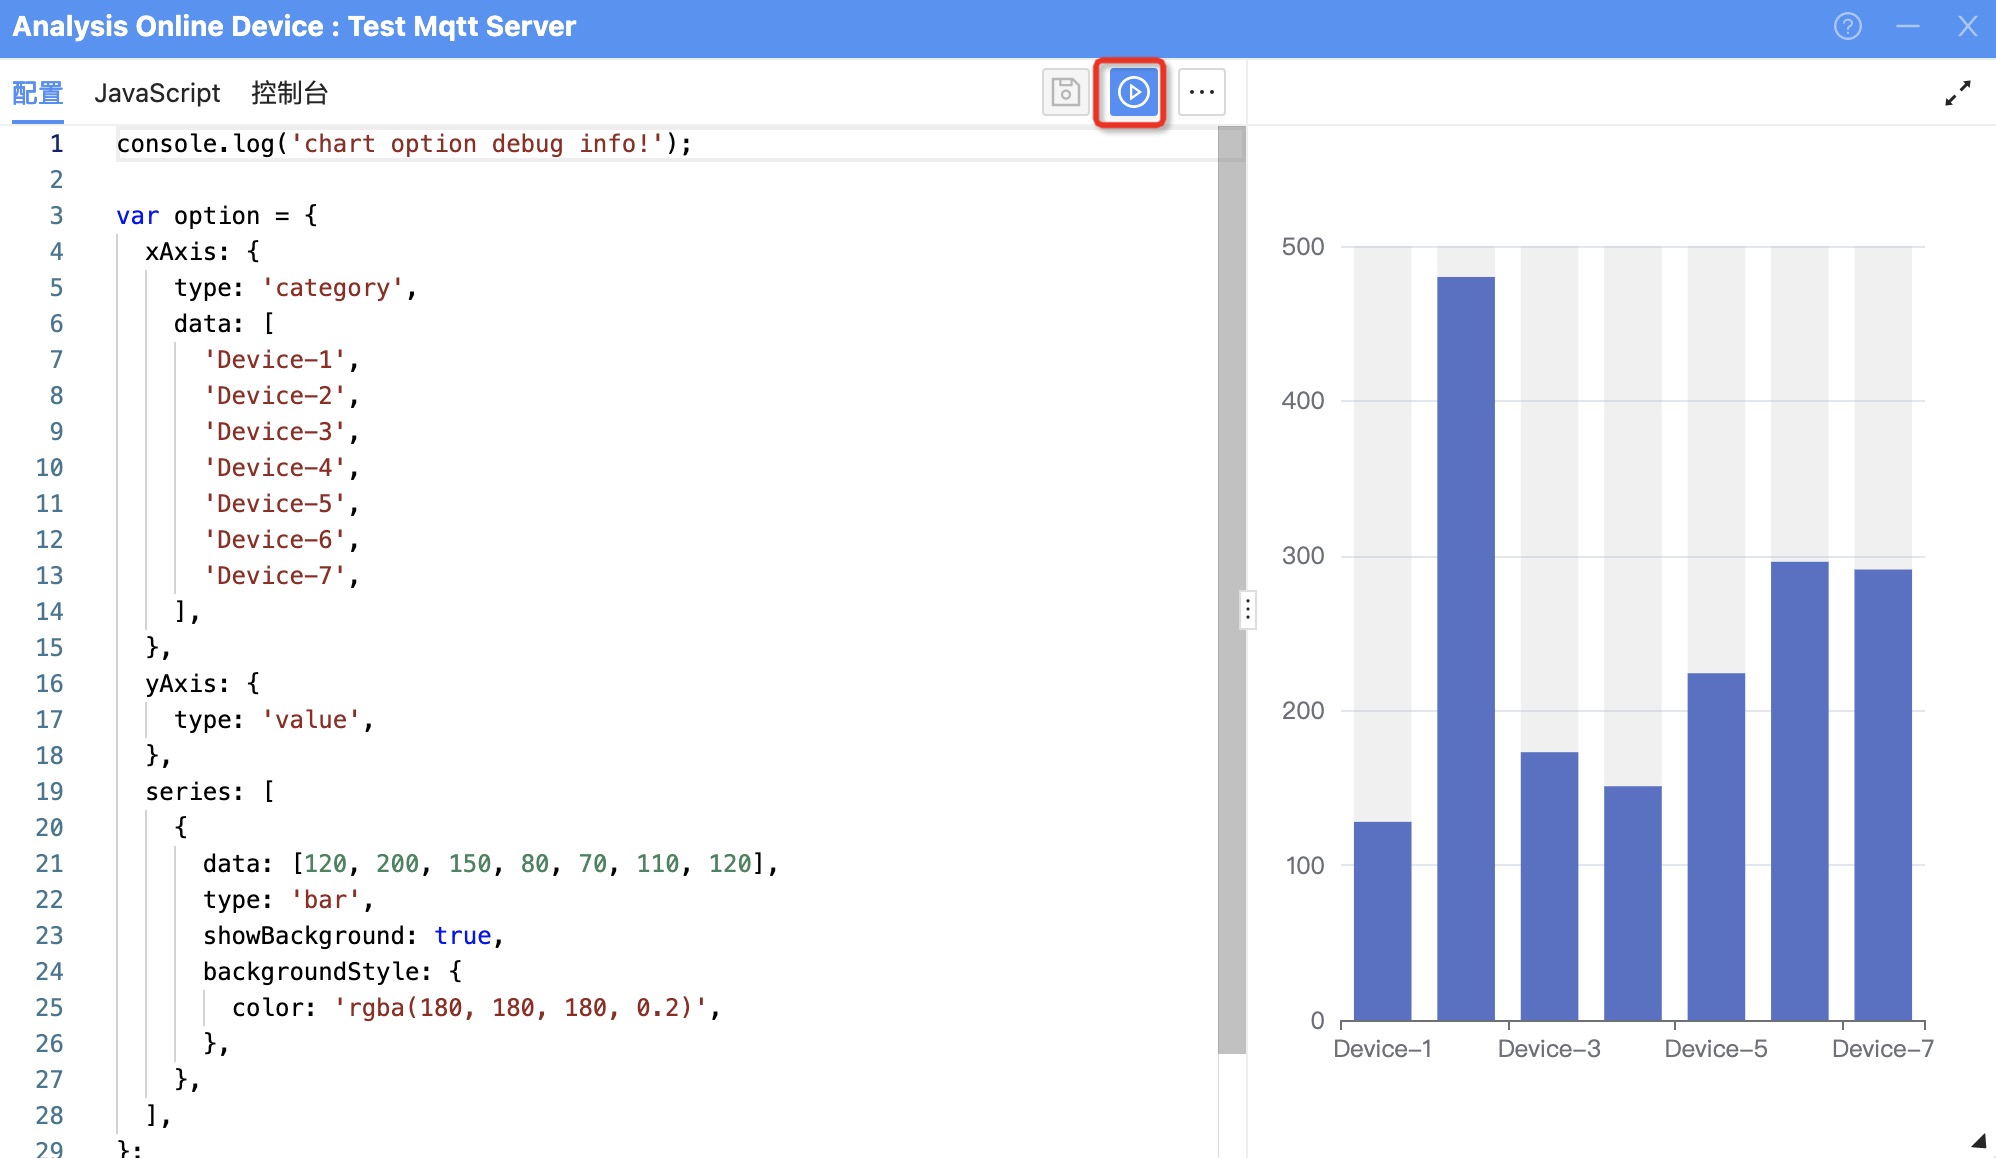 Analysis Online Device : Test Mqtt Server
配置 JavaScript 控制台
1 console.log('chart option debug info!');
2
3 var option = {
4 xAxis: {
5 type: 'category',
6 data: [
7 'Device-1',
8 'Device-2',
9 'Device-3',
10 'Device-4',
11 'Device-5',
12 'Device-6',
13 'Device-7',
14 ],
15 },
16 yAxis: {
17 type: 'value',
18 },
19 series: [
20 {
21 data: [120, 200, 150, 80, 70, 110, 120],
22 type: 'bar',
23 showBackground: true,
24 backgroundStyle: {
25 color: 'rgba(180, 180, 180, 0.2)',
26 },
27 },
28 ],
29 };
500
400
300
200
100
0
Device-1 Device-3 Device-5 Device-7